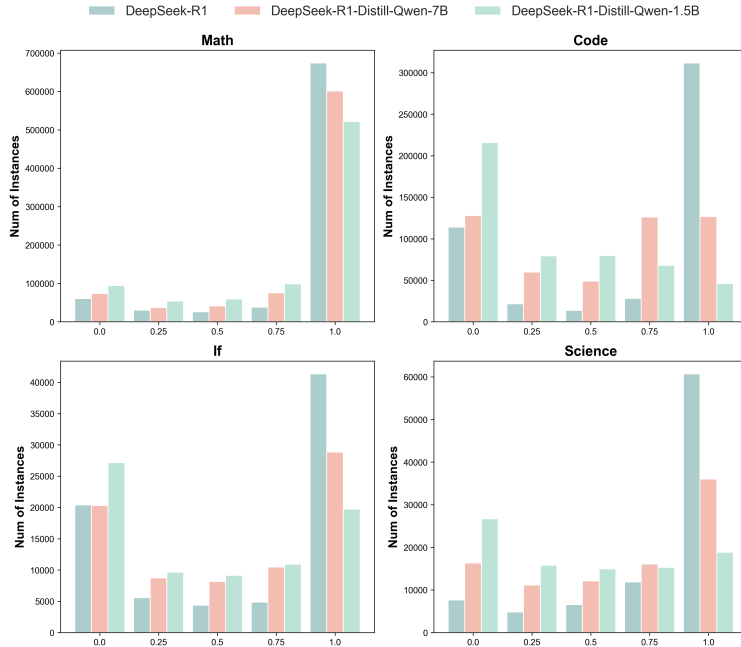 DeepSeek-R1 DeepSeek-R1-Distill-Qwen-7B DeepSeek-R1-Distill-Qwen-1.5B
Math
Num of Instances
700000
600000
500000
400000
300000
200000
100000
0
0.0 0.25 0.5 0.75 1.0
Code
Num of Instances
300000
250000
200000
150000
100000
50000
0
0.0 0.25 0.5 0.75 1.0
If
Num of Instances
40000
35000
30000
25000
20000
15000
10000
5000
0
0.0 0.25 0.5 0.75 1.0
Science
Num of Instances
60000
50000
40000
30000
20000
10000
0
0.0 0.25 0.5 0.75 1.0